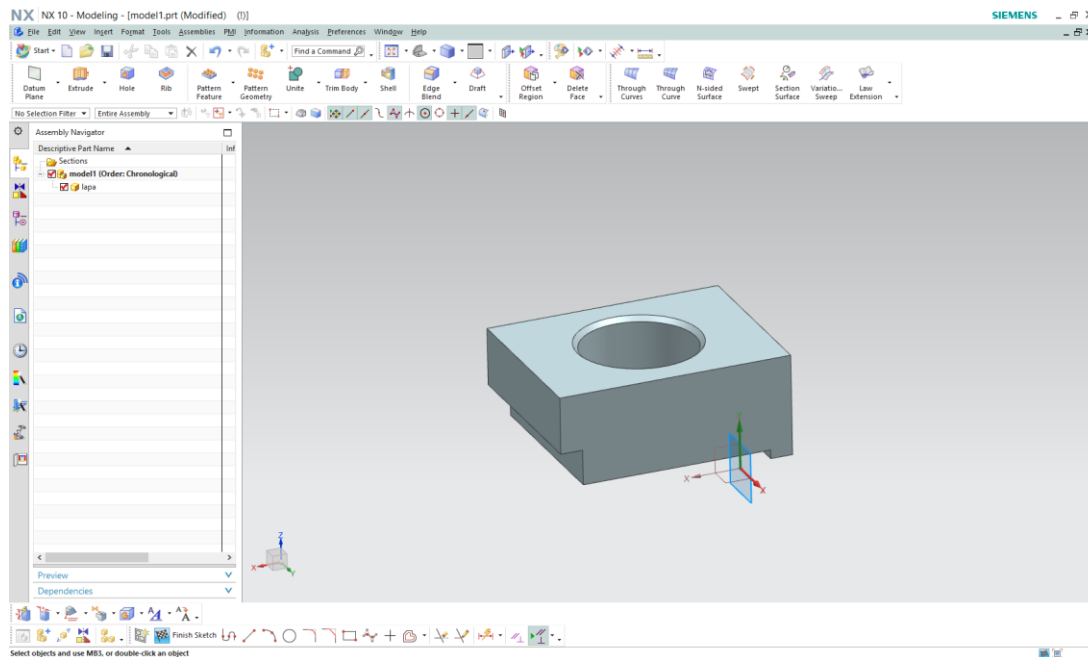 NX NX 10 - Modeling - [model1.prt (Modified) (!)] SIEMENS
File Edit View Insert Format Tools Assemblies PMI Information Analysis Preferences Window Help
Start Find a Command
Datum Plane Extrude Hole Rib Pattern Feature Pattern Geometry Unite Trim Body Shell Edge Blend Draft Offset Region Delete Face Through Curves Through Curve N-sided Surface Swept Section Surface Variatio... Sweep Law Extension
No Selection Filter Entire Assembly
Assembly Navigator
Descriptive Part Name Inf
Sections
model1 (Order: Chronological)
lapa
Y
X X
Z
X Y
Preview
Dependencies
Finish Sketch
Select objects and use MB3, or double-click an object